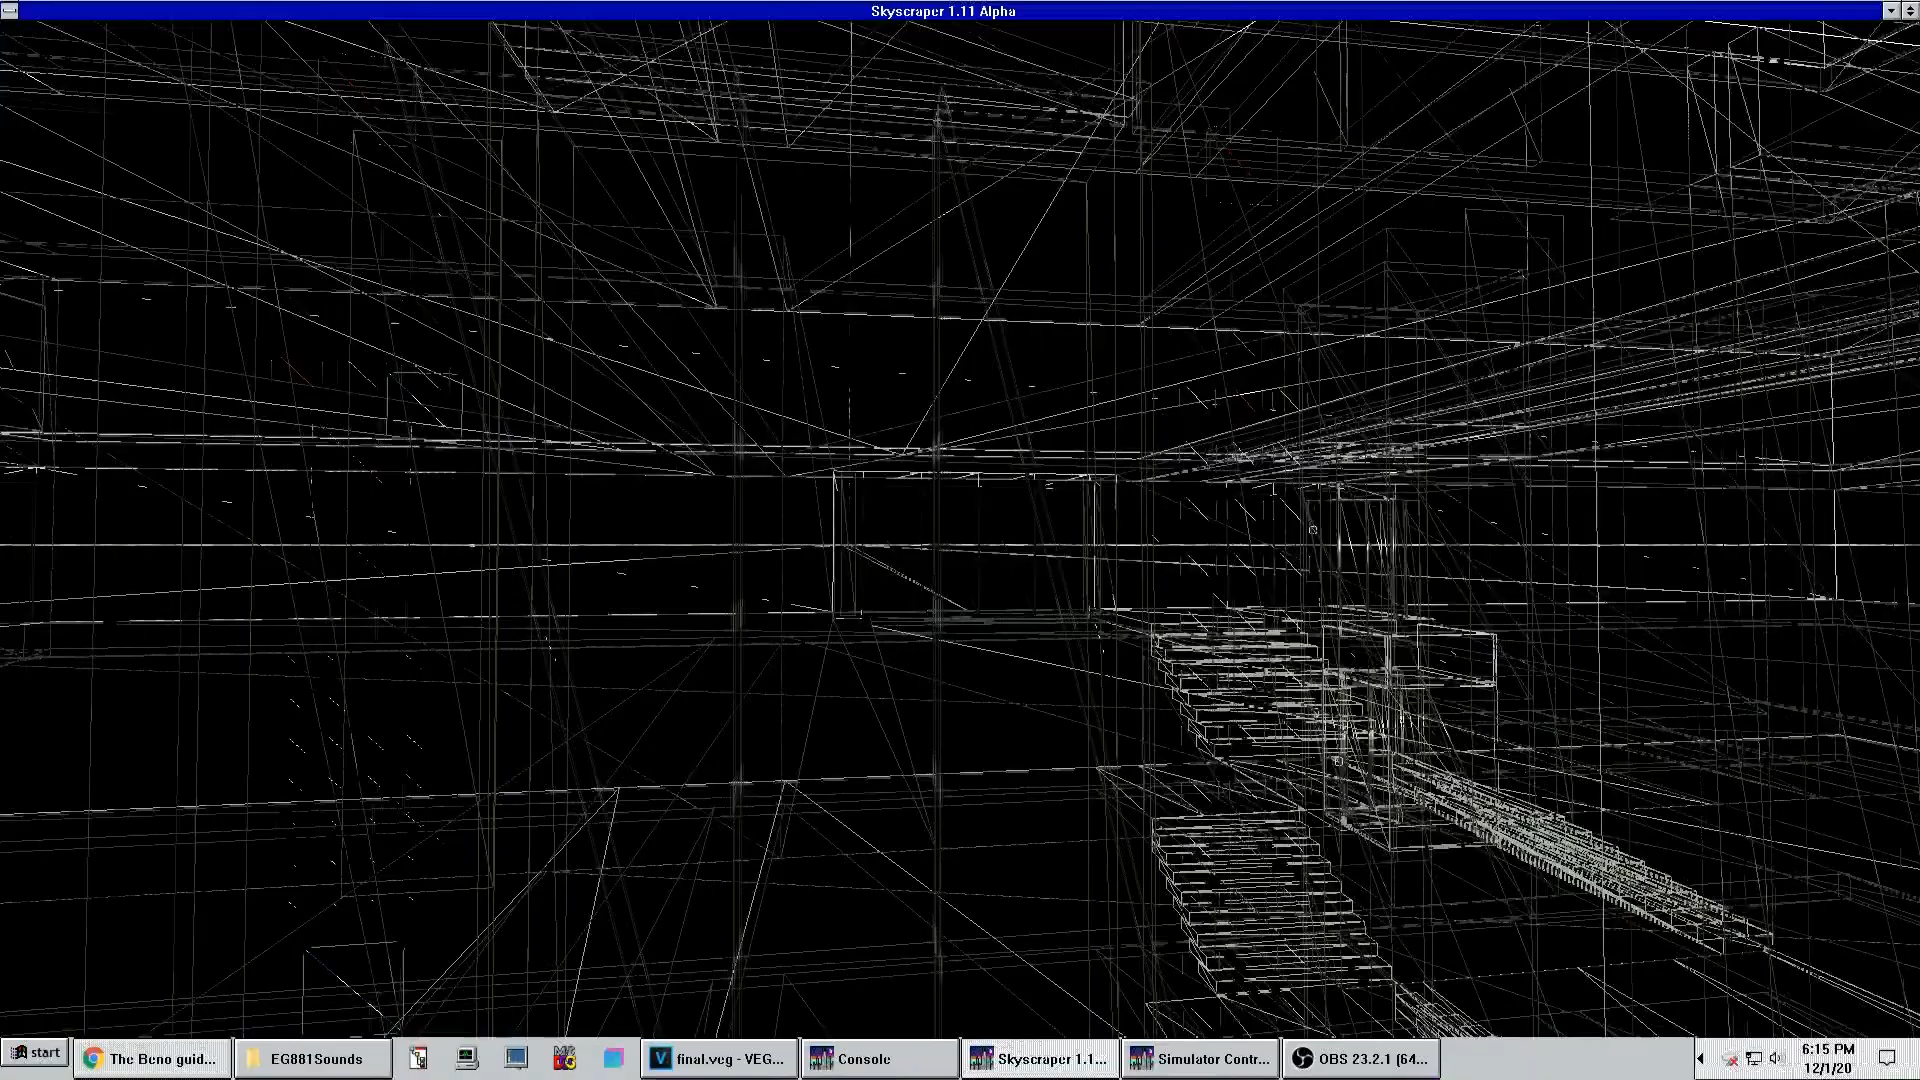 Skyscraper 1.11 Alpha
start
The Beno guid...
EG881Sounds
final.veg - VEG...
Console
Skyscraper 1.1...
Simulator Contr...
OBS 23.2.1 (64...
6:15 PM
12/1/20